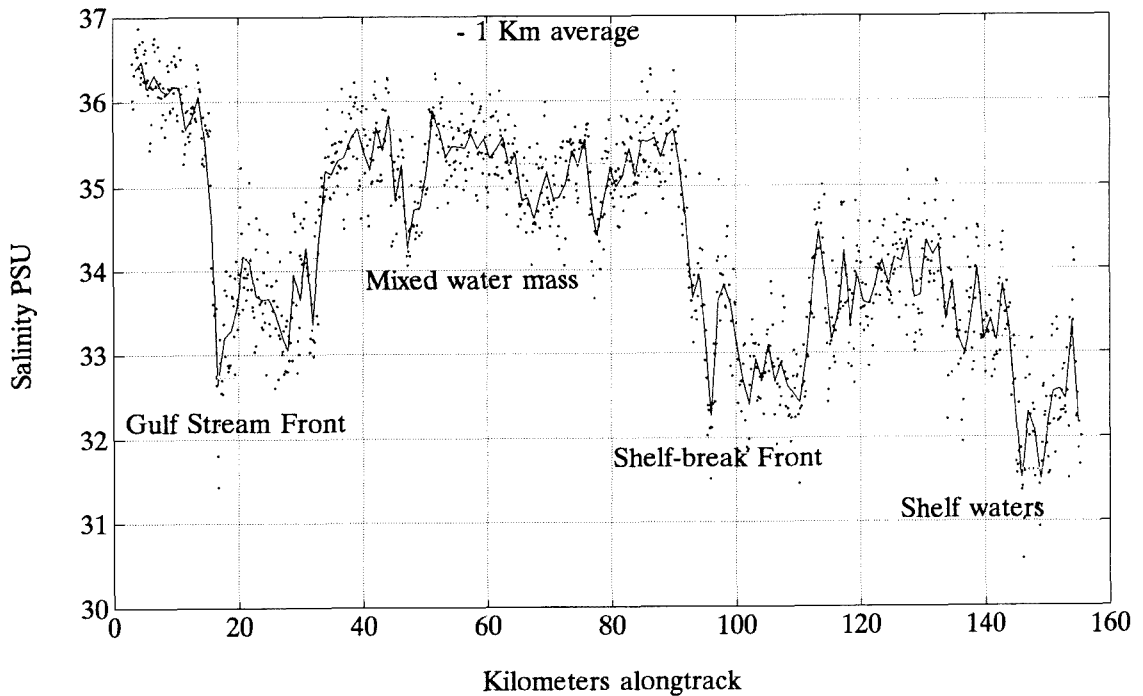 - 1 Km average
37
36
35
34
33
32
31
30
Salinity PSU
Mixed water mass
Gulf Stream Front
Shelf-break Front
Shelf waters
0 20 40 60 80 100 120 140 160
Kilometers alongtrack